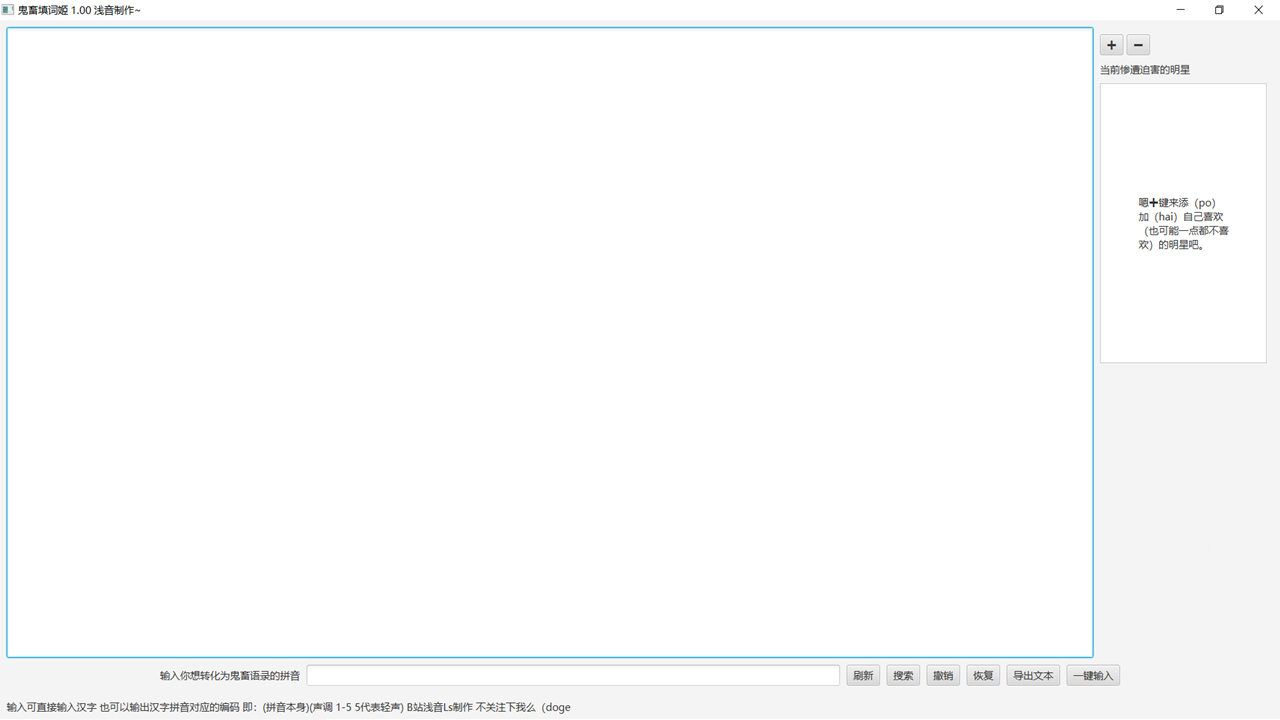 鬼畜填词姬 1.00 浅音制作~
+ −
当前惨遭迫害的明星
嗯+键来添（po）
加（hai）自己喜欢
（也可能一点都不喜
欢）的明星吧。
输入你想转化为鬼畜语录的拼音 刷新 搜索 撤销 恢复 导出文本 一键输入
输入可直接输入汉字 也可以输出汉字拼音对应的编码 即：(拼音本身)(声调 1-5 5代表轻声) B站浅音Ls制作 不关注下我么（doge